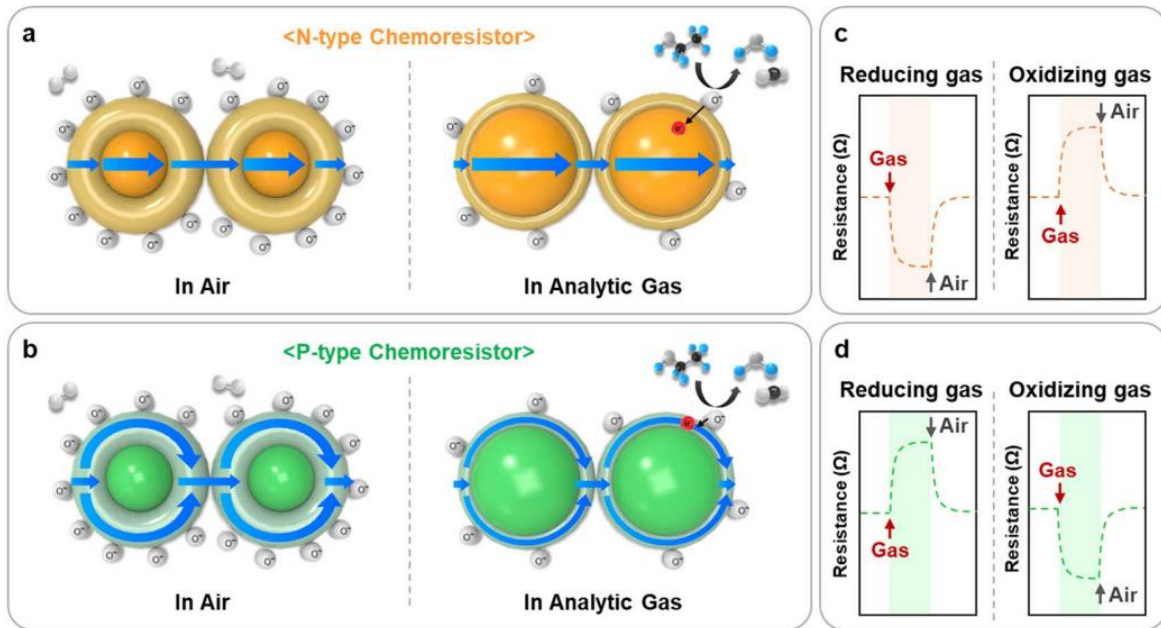 a
<N-type Chemoresistor>
O⁻ O⁻ O⁻ O⁻ O⁻ O⁻ O⁻ O⁻ O⁻ O⁻ O⁻ O⁻ O⁻ O⁻ O⁻
O⁻ O⁻ O⁻ O⁻ O⁻
e⁻
In Air
In Analytic Gas
b
<P-type Chemoresistor>
O⁻ O⁻ O⁻ O⁻ O⁻ O⁻ O⁻ O⁻ O⁻ O⁻ O⁻ O⁻ O⁻ O⁻ O⁻
O⁻ O⁻ O⁻ O⁻ O⁻
e⁻
In Air
In Analytic Gas
c
Reducing gas
Resistance (Ω)
Gas
Air
Oxidizing gas
Resistance (Ω)
Air
Gas
d
Reducing gas
Resistance (Ω)
Air
Gas
Oxidizing gas
Resistance (Ω)
Gas
Air